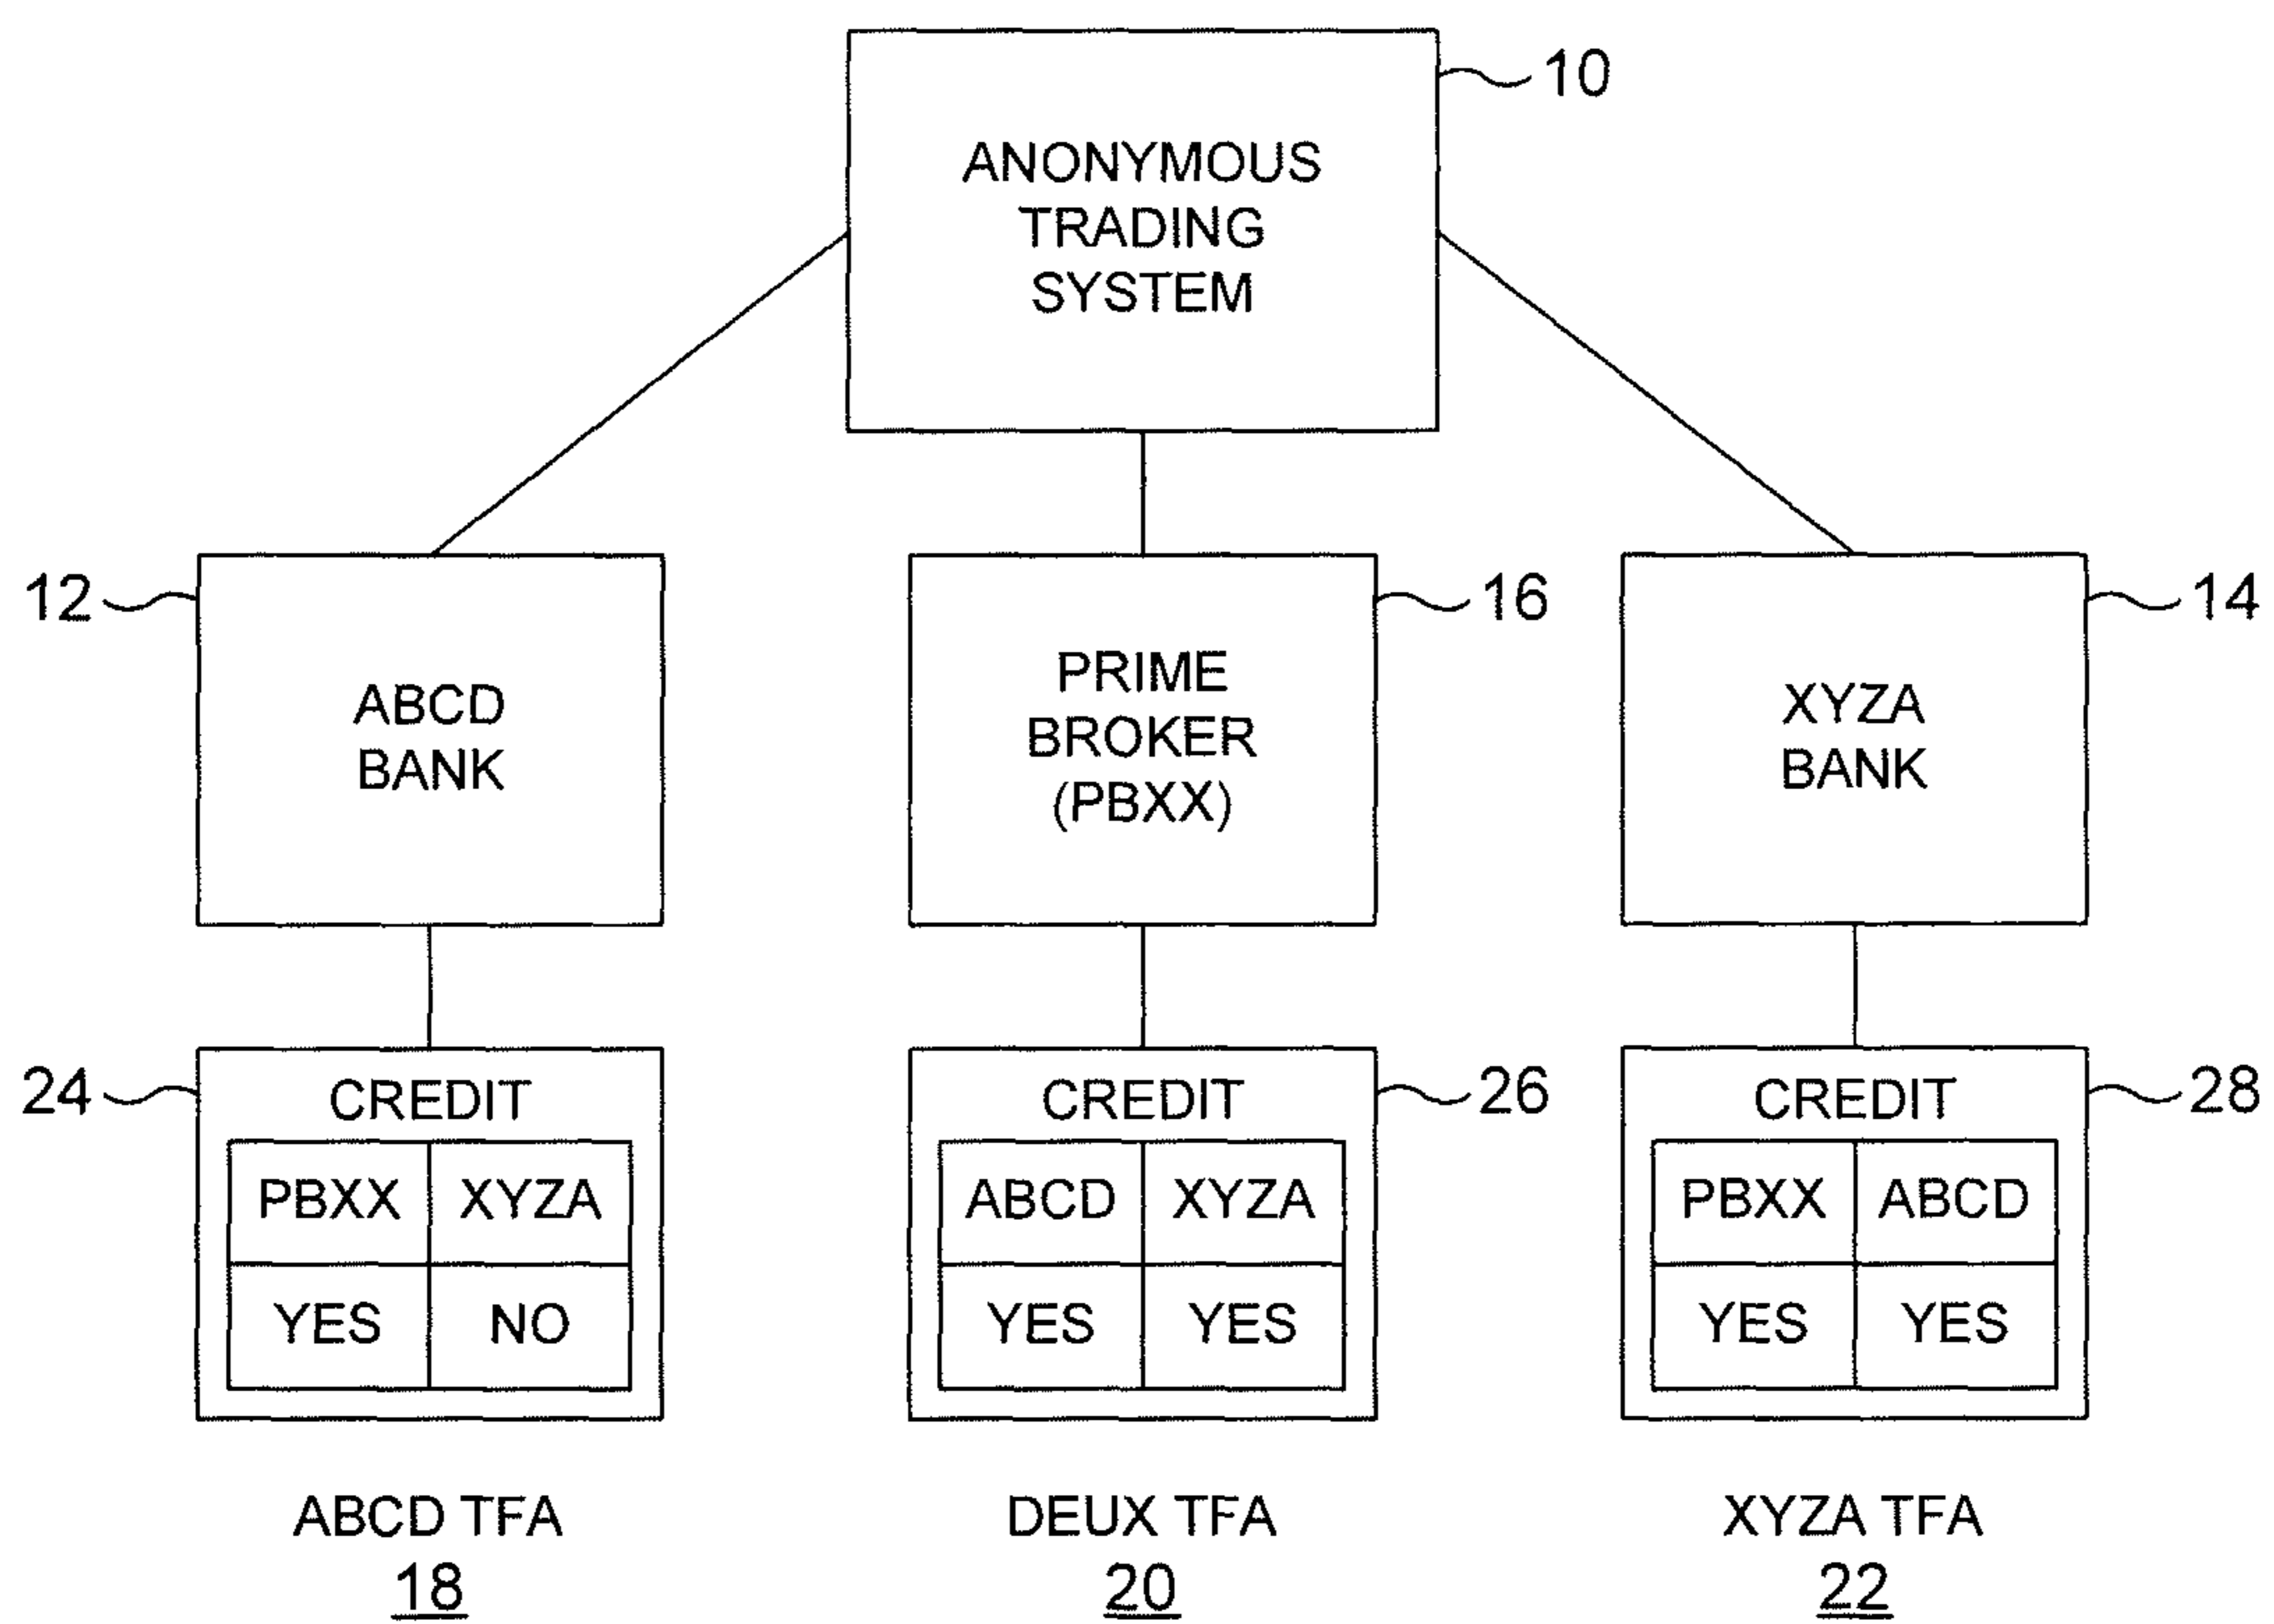 10
ANONYMOUS
TRADING
SYSTEM
12
ABCD
BANK
16
PRIME
BROKER
(PBXX)
14
XYZA
BANK
24
CREDIT
PBXX XYZA
YES NO
26
CREDIT
ABCD XYZA
YES YES
28
CREDIT
PBXX ABCD
YES YES
ABCD TFA
18
DEUX TFA
20
XYZA TFA
22